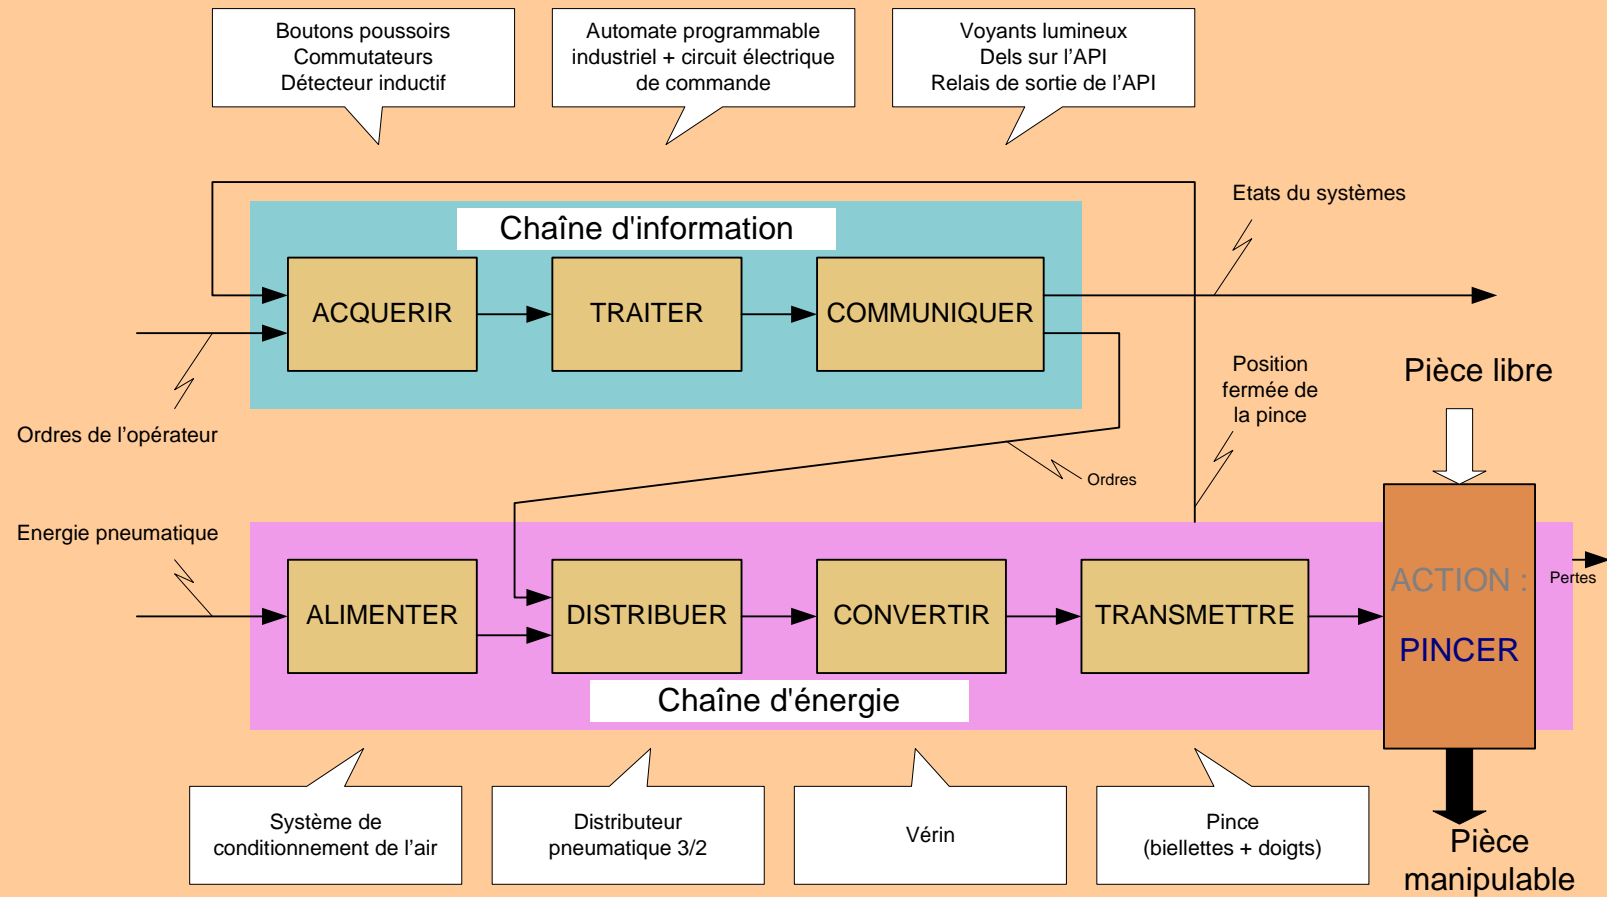 Boutons poussoirs
Commutateurs
Détecteur inductif
Automate programmable
industriel + circuit électrique
de commande
Voyants lumineux
Dels sur l'API
Relais de sortie de l'API
Etats du systèmes
Chaîne d'information
ACQUERIR
TRAITER
COMMUNIQUER
Ordres de l'opérateur
Position
fermée de
la pince
Pièce libre
Ordres
Energie pneumatique
ALIMENTER
DISTRIBUER
CONVERTIR
TRANSMETTRE
ACTION :
PINCER
Pertes
Chaîne d'énergie
Système de
conditionnement de l'air
Distributeur
pneumatique 3/2
Vérin
Pince
(biellettes + doigts)
Pièce
manipulable